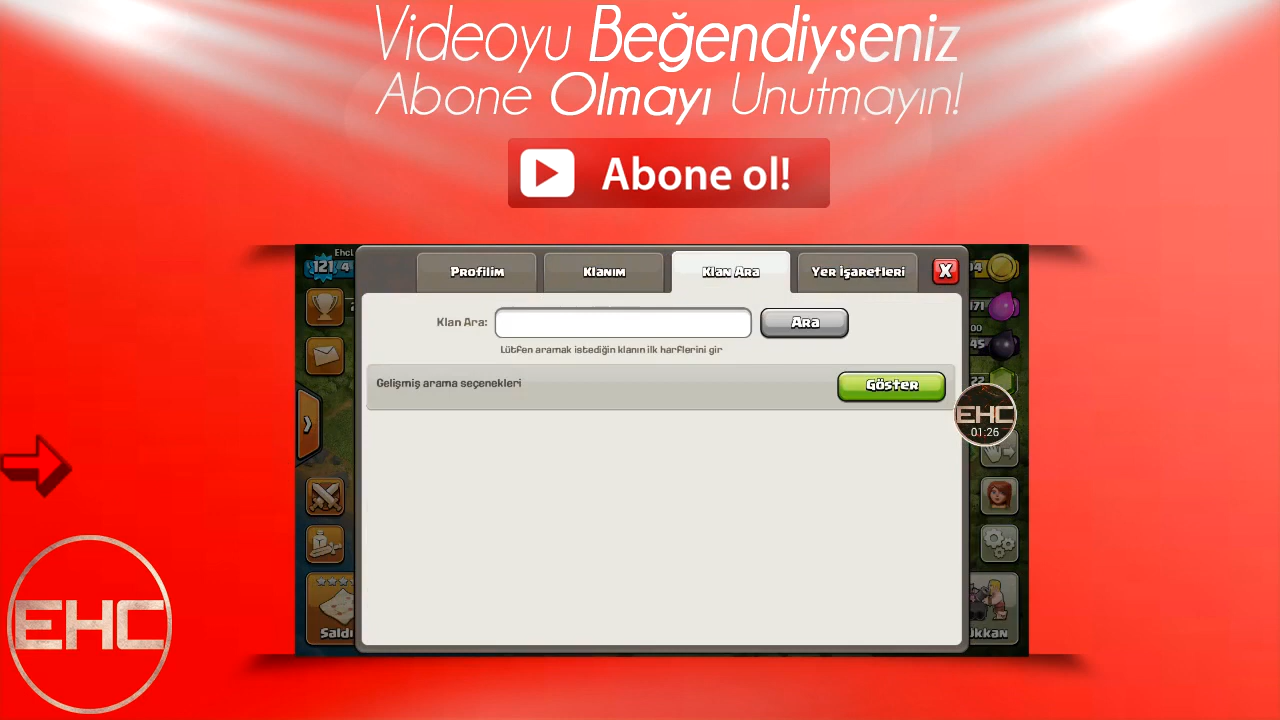 Videoyu Beğendiyseniz
Abone Olmayı Unutmayın!
Abone ol!
121
Profilim
Klanım
Klan Ara
Yer İşaretleri
X
Klan Ara:
Ara
Lütfen aramak istediğin klanın ilk harflerini gir
Gelişmiş arama seçenekleri
Göster
EHC
01:26
EHC